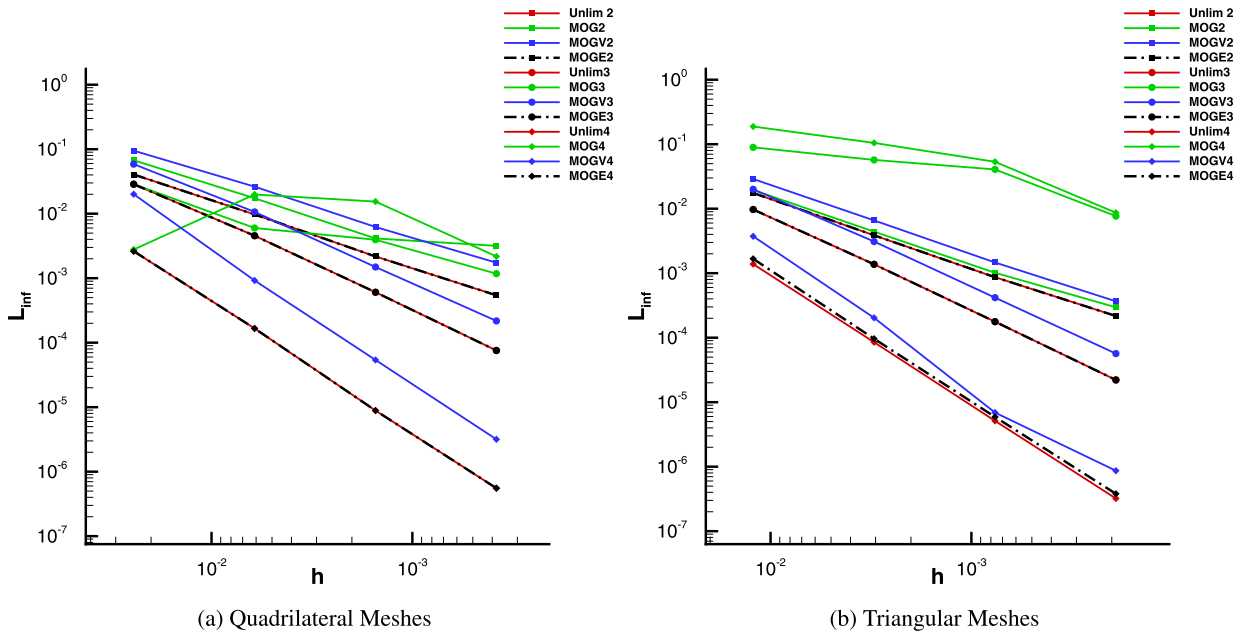 Unlim 2
MOG2
MOGV2
MOGE2
Unlim3
MOG3
MOGV3
MOGE3
Unlim4
MOG4
MOGV4
MOGE4
10^0
10^-1
10^-2
10^-3
10^-4
10^-5
10^-6
10^-7
L_inf
10^-2
10^-3
h
(a) Quadrilateral Meshes
Unlim 2
MOG2
MOGV2
MOGE2
Unlim3
MOG3
MOGV3
MOGE3
Unlim4
MOG4
MOGV4
MOGE4
10^0
10^-1
10^-2
10^-3
10^-4
10^-5
10^-6
10^-7
L_inf
10^-2
10^-3
h
(b) Triangular Meshes